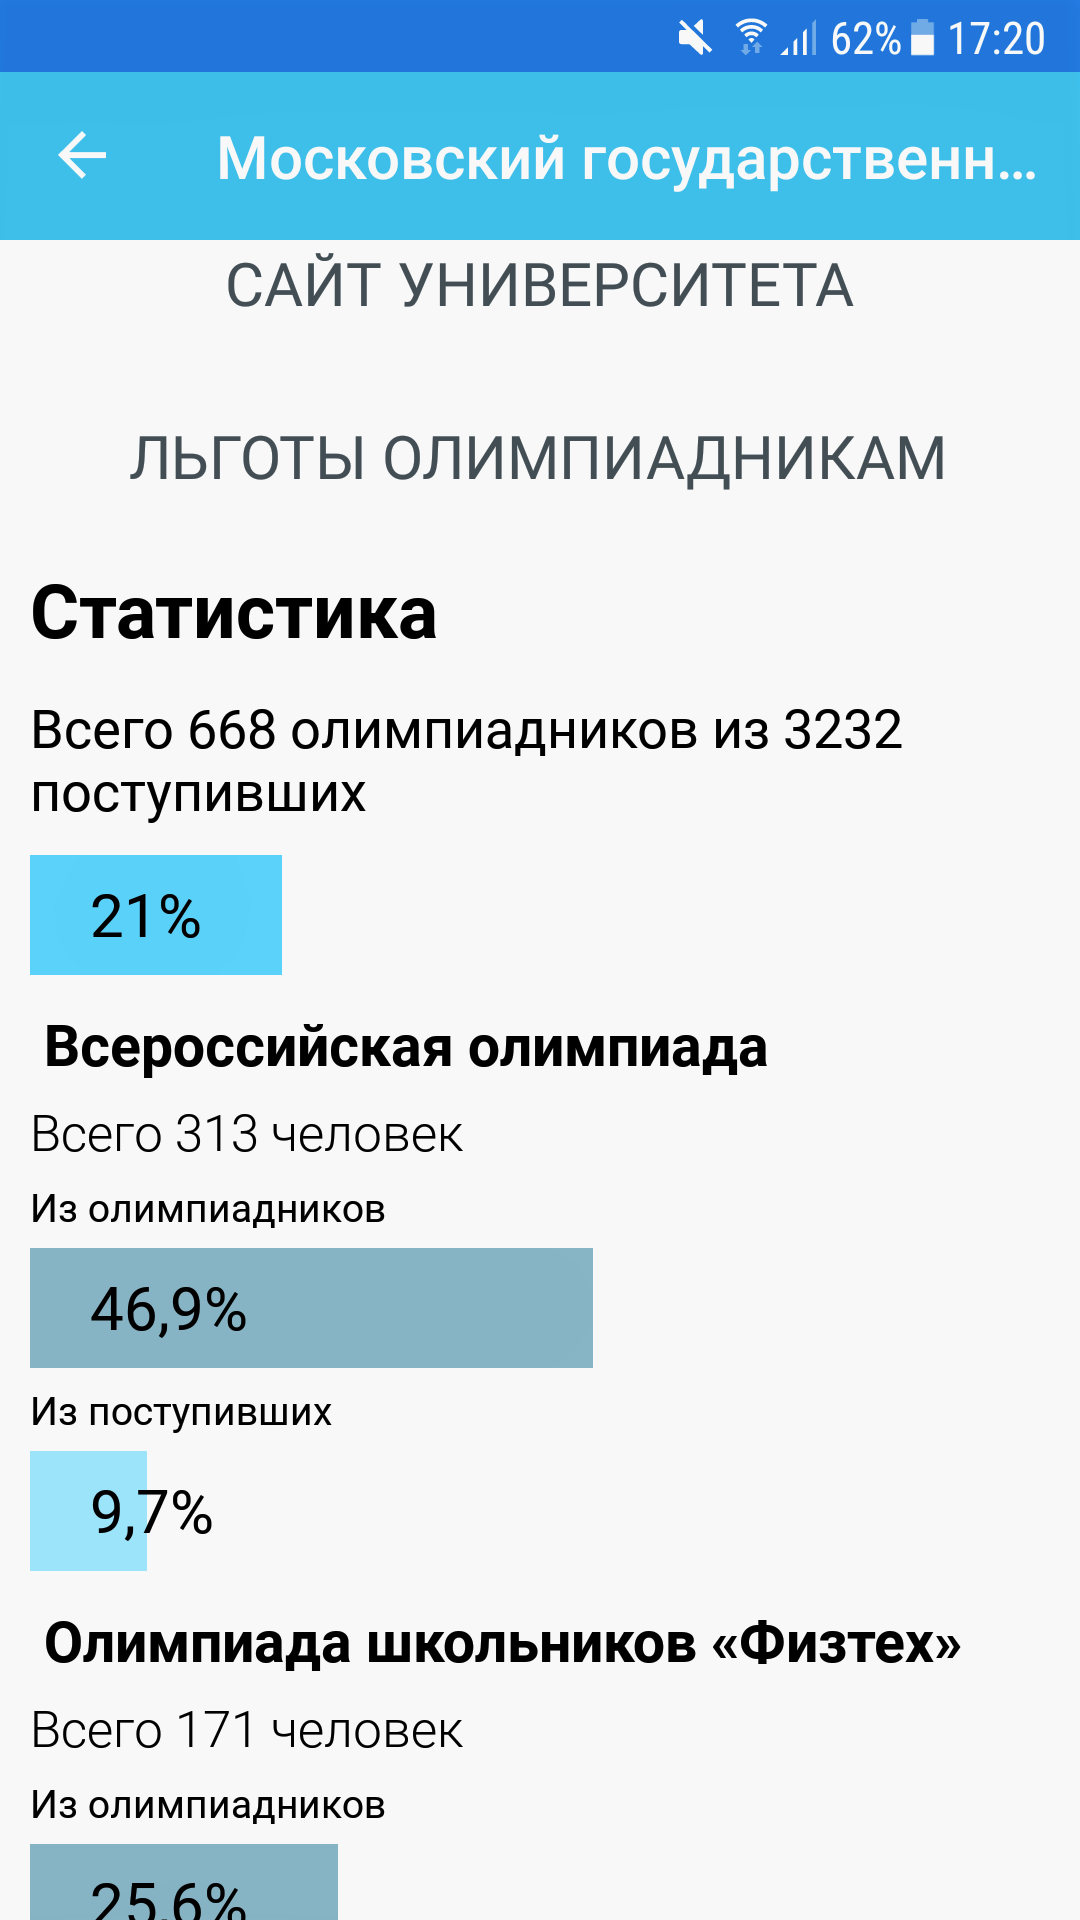 62% 17:20
Московский государственн...
САЙТ УНИВЕРСИТЕТА
ЛЬГОТЫ ОЛИМПИАДНИКАМ
Статистика
Всего 668 олимпиадников из 3232
поступивших
21%
Всероссийская олимпиада
Всего 313 человек
Из олимпиадников
46,9%
Из поступивших
9,7%
Олимпиада школьников «Физтех»
Всего 171 человек
Из олимпиадников
25,6%